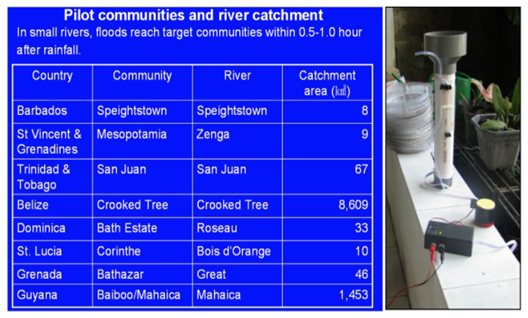 Pilot communities and river catchment
In small rivers, floods reach target communities within 0.5-1.0 hour
after rainfall.
Country Community River Catchment area (㎢)
Barbados Speightstown Speightstown 8
St Vincent & Grenadines Mesopotamia Zenga 9
Trinidad & Tobago San Juan San Juan 67
Belize Crooked Tree Crooked Tree 8,609
Dominica Bath Estate Roseau 33
St. Lucia Corinthe Bois d'Orange 10
Grenada Bathazar Great 46
Guyana Baiboo/Mahaica Mahaica 1,453